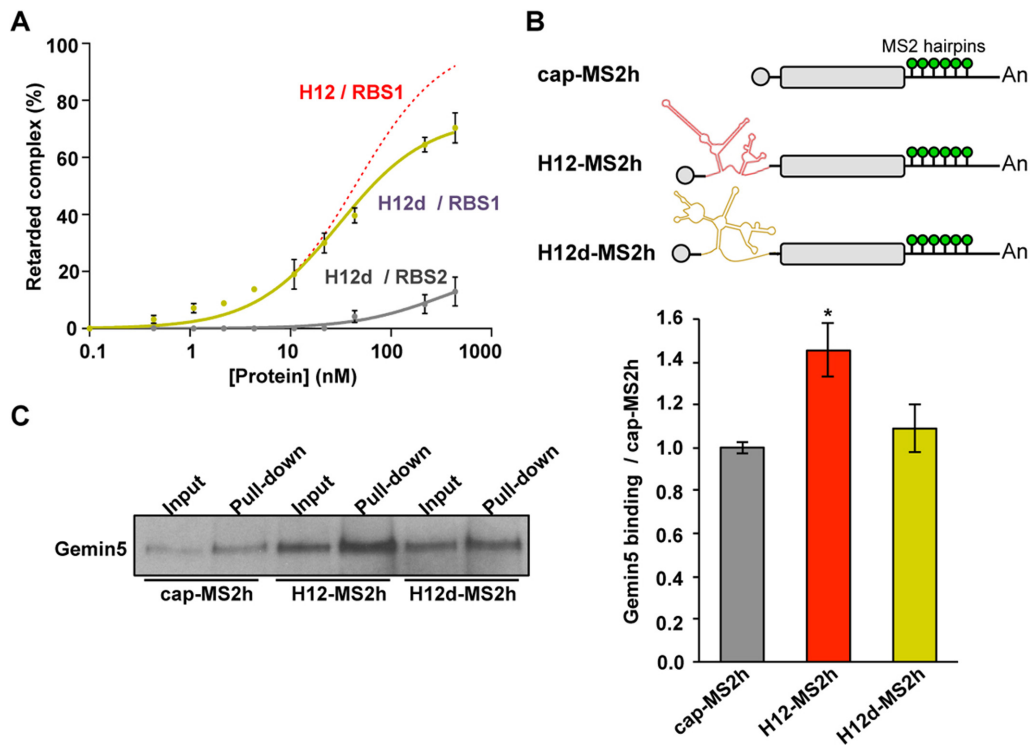 A
Retarded complex (%)
100
80
60
40
20
0
H12 / RBS1
H12d / RBS1
H12d / RBS2
0.1
1
10
100
1000
[Protein] (nM)
B
MS2 hairpins
cap-MS2h
An
H12-MS2h
An
H12d-MS2h
An
Gemin5 binding / cap-MS2h
1.6
1.4
1.2
1.0
0.8
0.6
0.4
0.2
0.0
*
cap-MS2h
H12-MS2h
H12d-MS2h
C
Input
Pull-down
Input
Pull-down
Input
Pull-down
Gemin5
cap-MS2h
H12-MS2h
H12d-MS2h